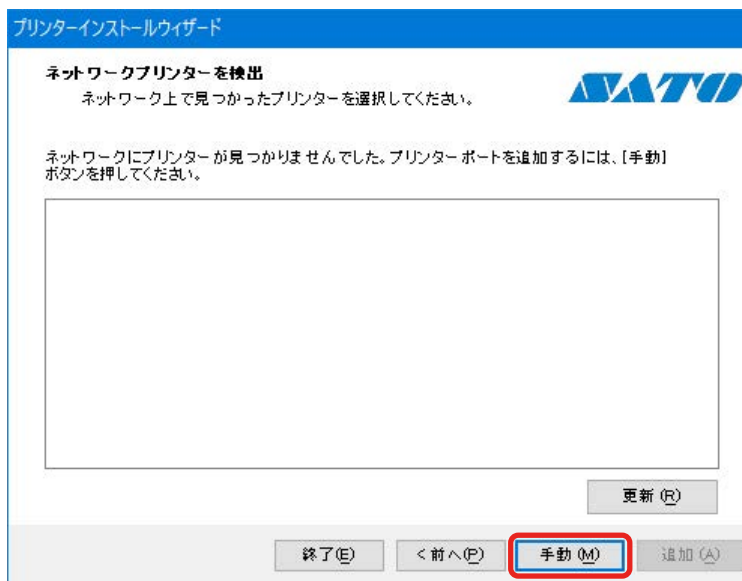 プリンターインストールウィザード
ネットワークプリンターを検出
ネットワーク上で見つかったプリンターを選択してください。
SATO
ネットワークにプリンターが見つかりませんでした。プリンターポートを追加するには、[手動]
ボタンを押してください。
更新(R)
終了(E)
<前へ(P)
手動(M)
追加(A)